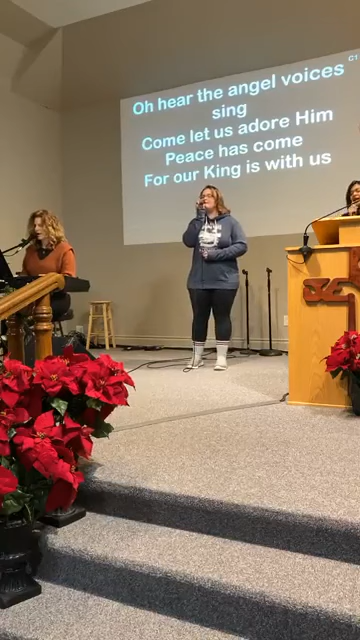 C1
Oh hear the angel voices
sing
Come let us adore Him
Peace has come
For our King is with us